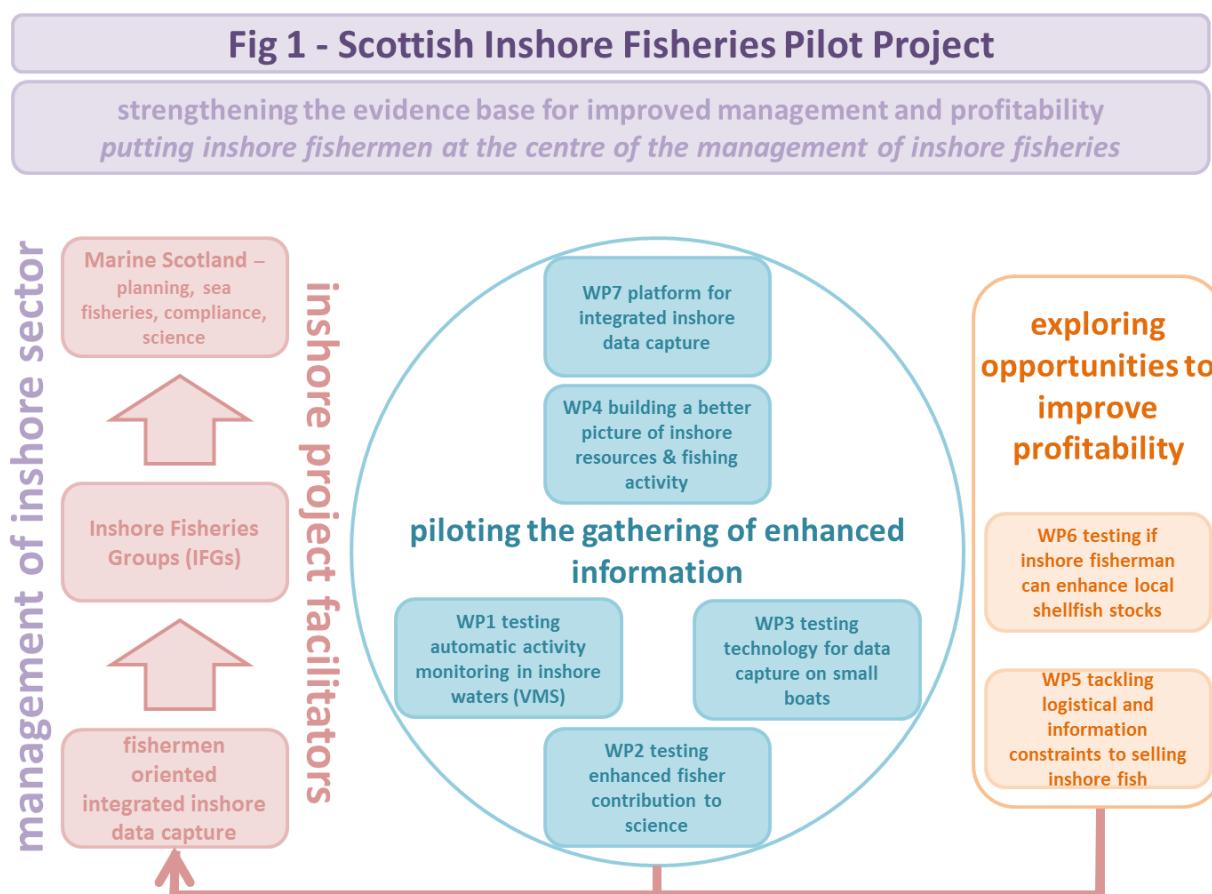 Fig 1 - Scottish Inshore Fisheries Pilot Project
strengthening the evidence base for improved management and profitability
putting inshore fishermen at the centre of the management of inshore fisheries
management of inshore sector
Marine Scotland –
planning, sea
fisheries, compliance,
science
Inshore Fisheries
Groups (IFGs)
fishermen
oriented
integrated inshore
data capture
inshore project facilitators
WP7 platform for
integrated inshore
data capture
WP4 building a better
picture of inshore
resources & fishing
activity
piloting the gathering of enhanced
information
WP1 testing
automatic activity
monitoring in inshore
waters (VMS)
WP3 testing
technology for data
capture on small
boats
WP2 testing
enhanced fisher
contribution to
science
exploring
opportunities to
improve
profitability
WP6 testing if
inshore fisherman
can enhance local
shellfish stocks
WP5 tackling
logistical and
information
constraints to selling
inshore fish